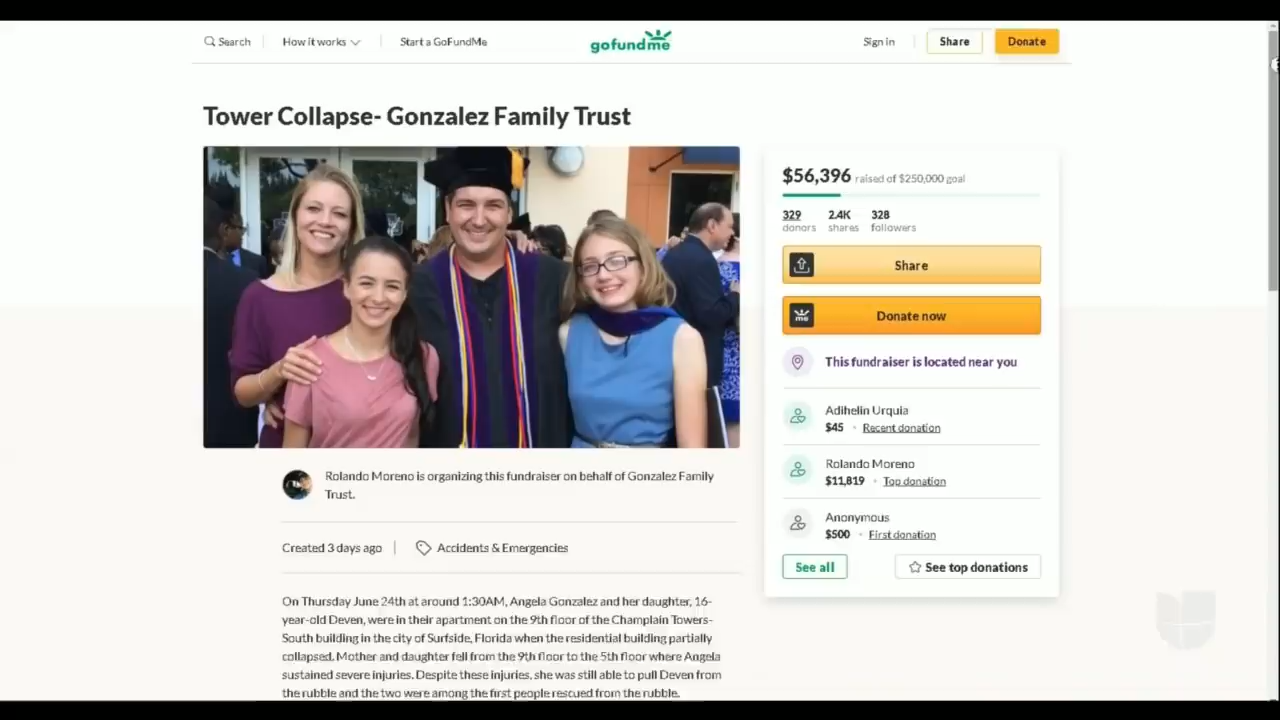 Search
How it works
Start a GoFundMe
gofundme
Sign in
Share
Donate
Tower Collapse- Gonzalez Family Trust
$56,396 raised of $250,000 goal
329 2.4K 328
donors shares followers
Share
me Donate now
This fundraiser is located near you
Adihelin Urquia
$45 • Recent donation
Rolando Moreno
$11,819 • Top donation
Anonymous
$500 • First donation
See all
See top donations
Rolando Moreno is organizing this fundraiser on behalf of Gonzalez Family
Trust.
Created 3 days ago
Accidents & Emergencies
On Thursday June 24th at around 1:30AM, Angela Gonzalez and her daughter, 16-
year-old Deven, were in their apartment on the 9th floor of the Champlain Towers-
South building in the city of Surfside, Florida when the residential building partially
collapsed. Mother and daughter fell from the 9th floor to the 5th floor where Angela
sustained severe injuries. Despite these injuries, she was still able to pull Deven from
the rubble and the two were among the first people rescued from the rubble.